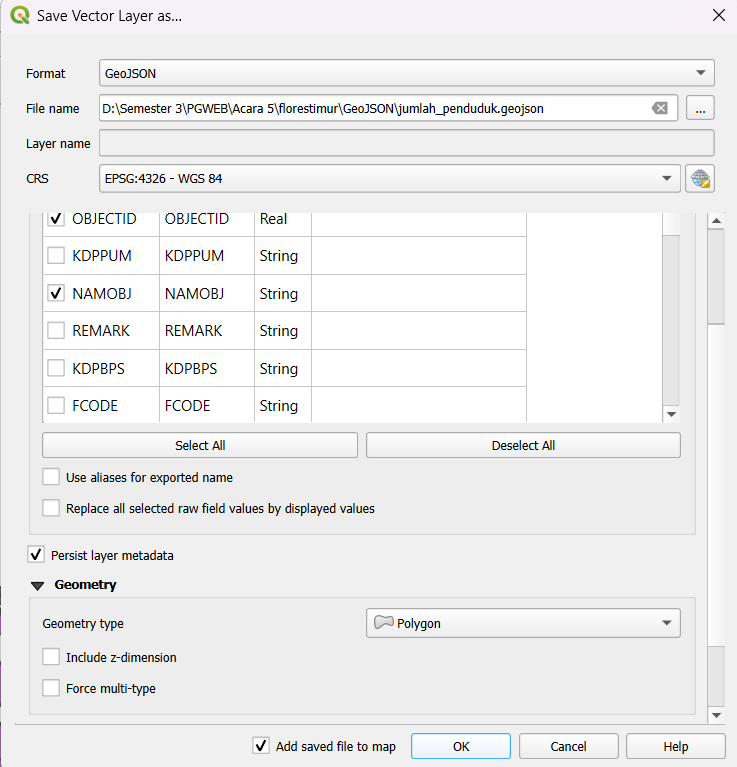 Save Vector Layer as...
Format GeoJSON
File name D:\Semester 3\PGWEB\Acara 5\florestimur\GeoJSON\jumlah_penduduk.geojson ...
Layer name
CRS EPSG:4326 - WGS 84
OBJECTID OBJECTID Real
KDPPUM KDPPUM String
NAMOBJ NAMOBJ String
REMARK REMARK String
KDPBPS KDPBPS String
FCODE FCODE String
Select All Deselect All
Use aliases for exported name
Replace all selected raw field values by displayed values
Persist layer metadata
Geometry
Geometry type Polygon
Include z-dimension
Force multi-type
Add saved file to map OK Cancel Help